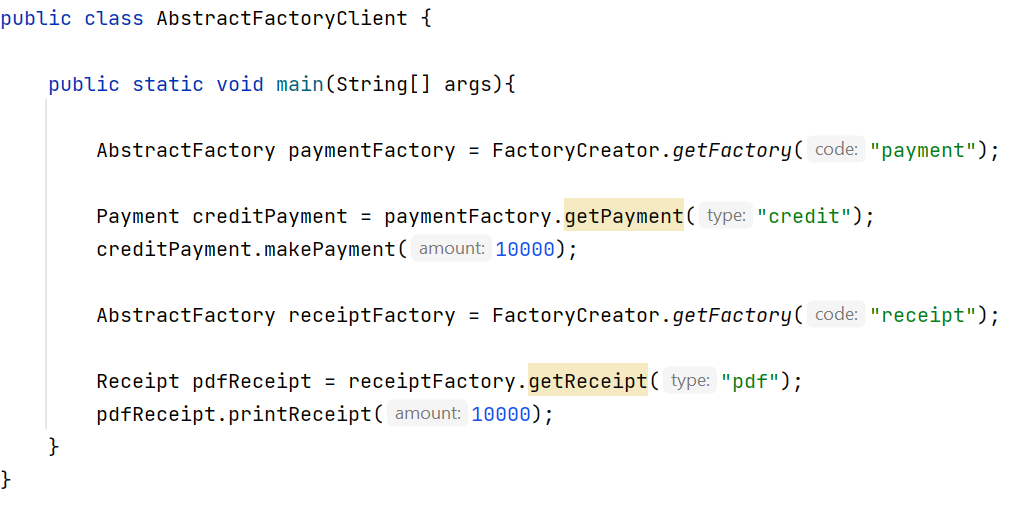 public class AbstractFactoryClient {
public static void main(String[] args){
AbstractFactory paymentFactory = FactoryCreator.getFactory( code: "payment");
Payment creditPayment = paymentFactory.getPayment( type: "credit");
creditPayment.makePayment( amount: 10000);
AbstractFactory receiptFactory = FactoryCreator.getFactory( code: "receipt");
Receipt pdfReceipt = receiptFactory.getReceipt( type: "pdf");
pdfReceipt.printReceipt( amount: 10000);
}
}